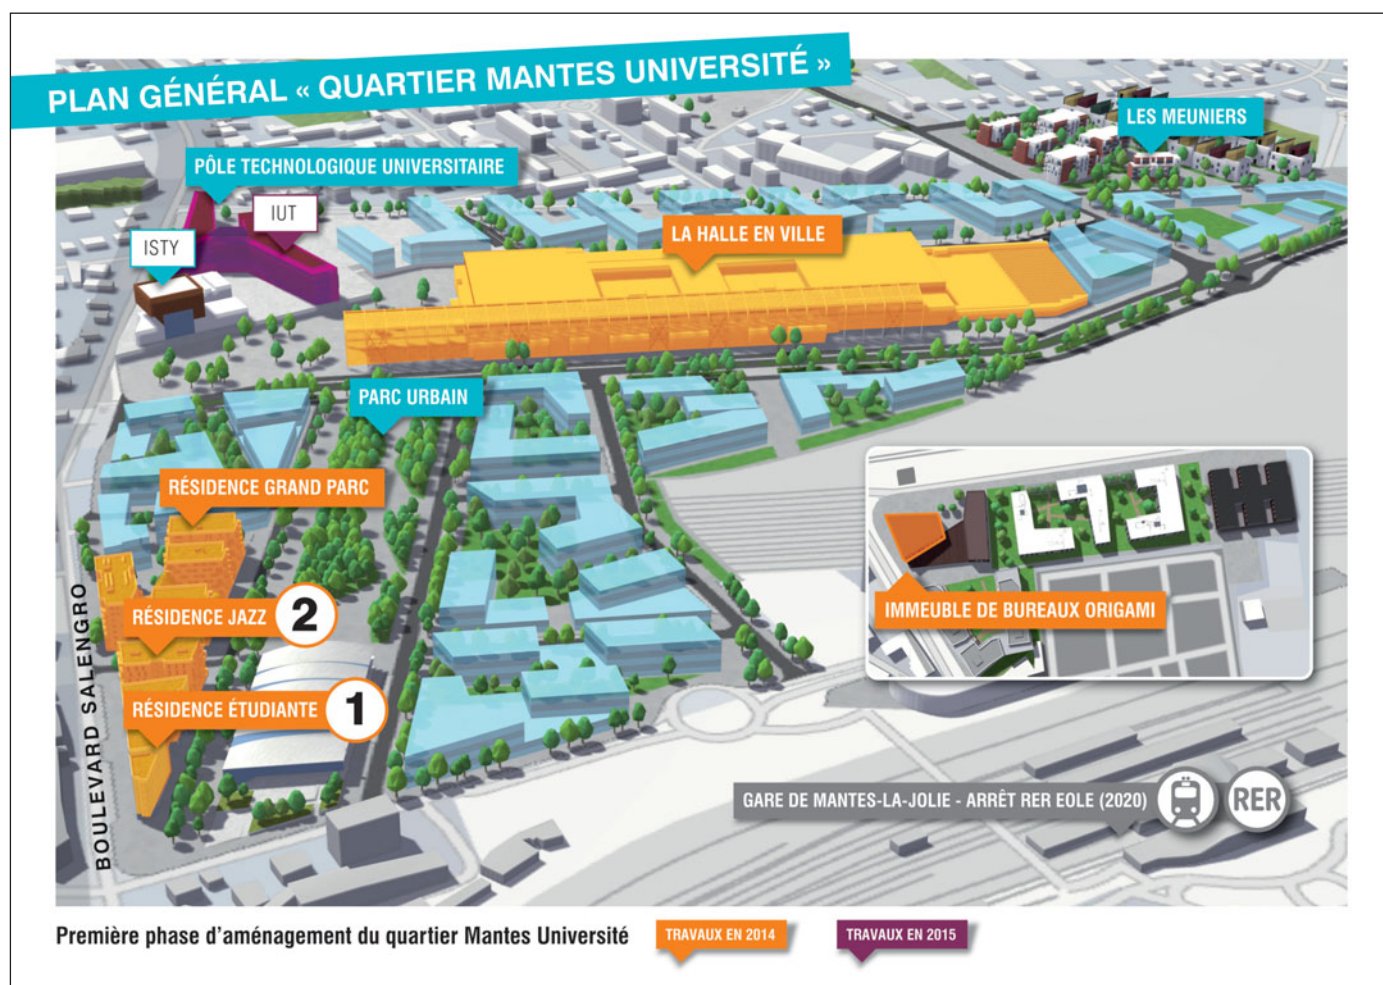 PLAN GÉNÉRAL « QUARTIER MANTES UNIVERSITÉ »
LES MEUNIERS
PÔLE TECHNOLOGIQUE UNIVERSITAIRE
IUT
ISTY
LA HALLE EN VILLE
PARC URBAIN
RÉSIDENCE GRAND PARC
RÉSIDENCE JAZZ 2
RÉSIDENCE ÉTUDIANTE 1
BOULEVARD SALENGRO
IMMEUBLE DE BUREAUX ORIGAMI
GARE DE MANTES-LA-JOLIE - ARRÊT RER EOLE (2020) RER
Première phase d'aménagement du quartier Mantes Université
TRAVAUX EN 2014
TRAVAUX EN 2015